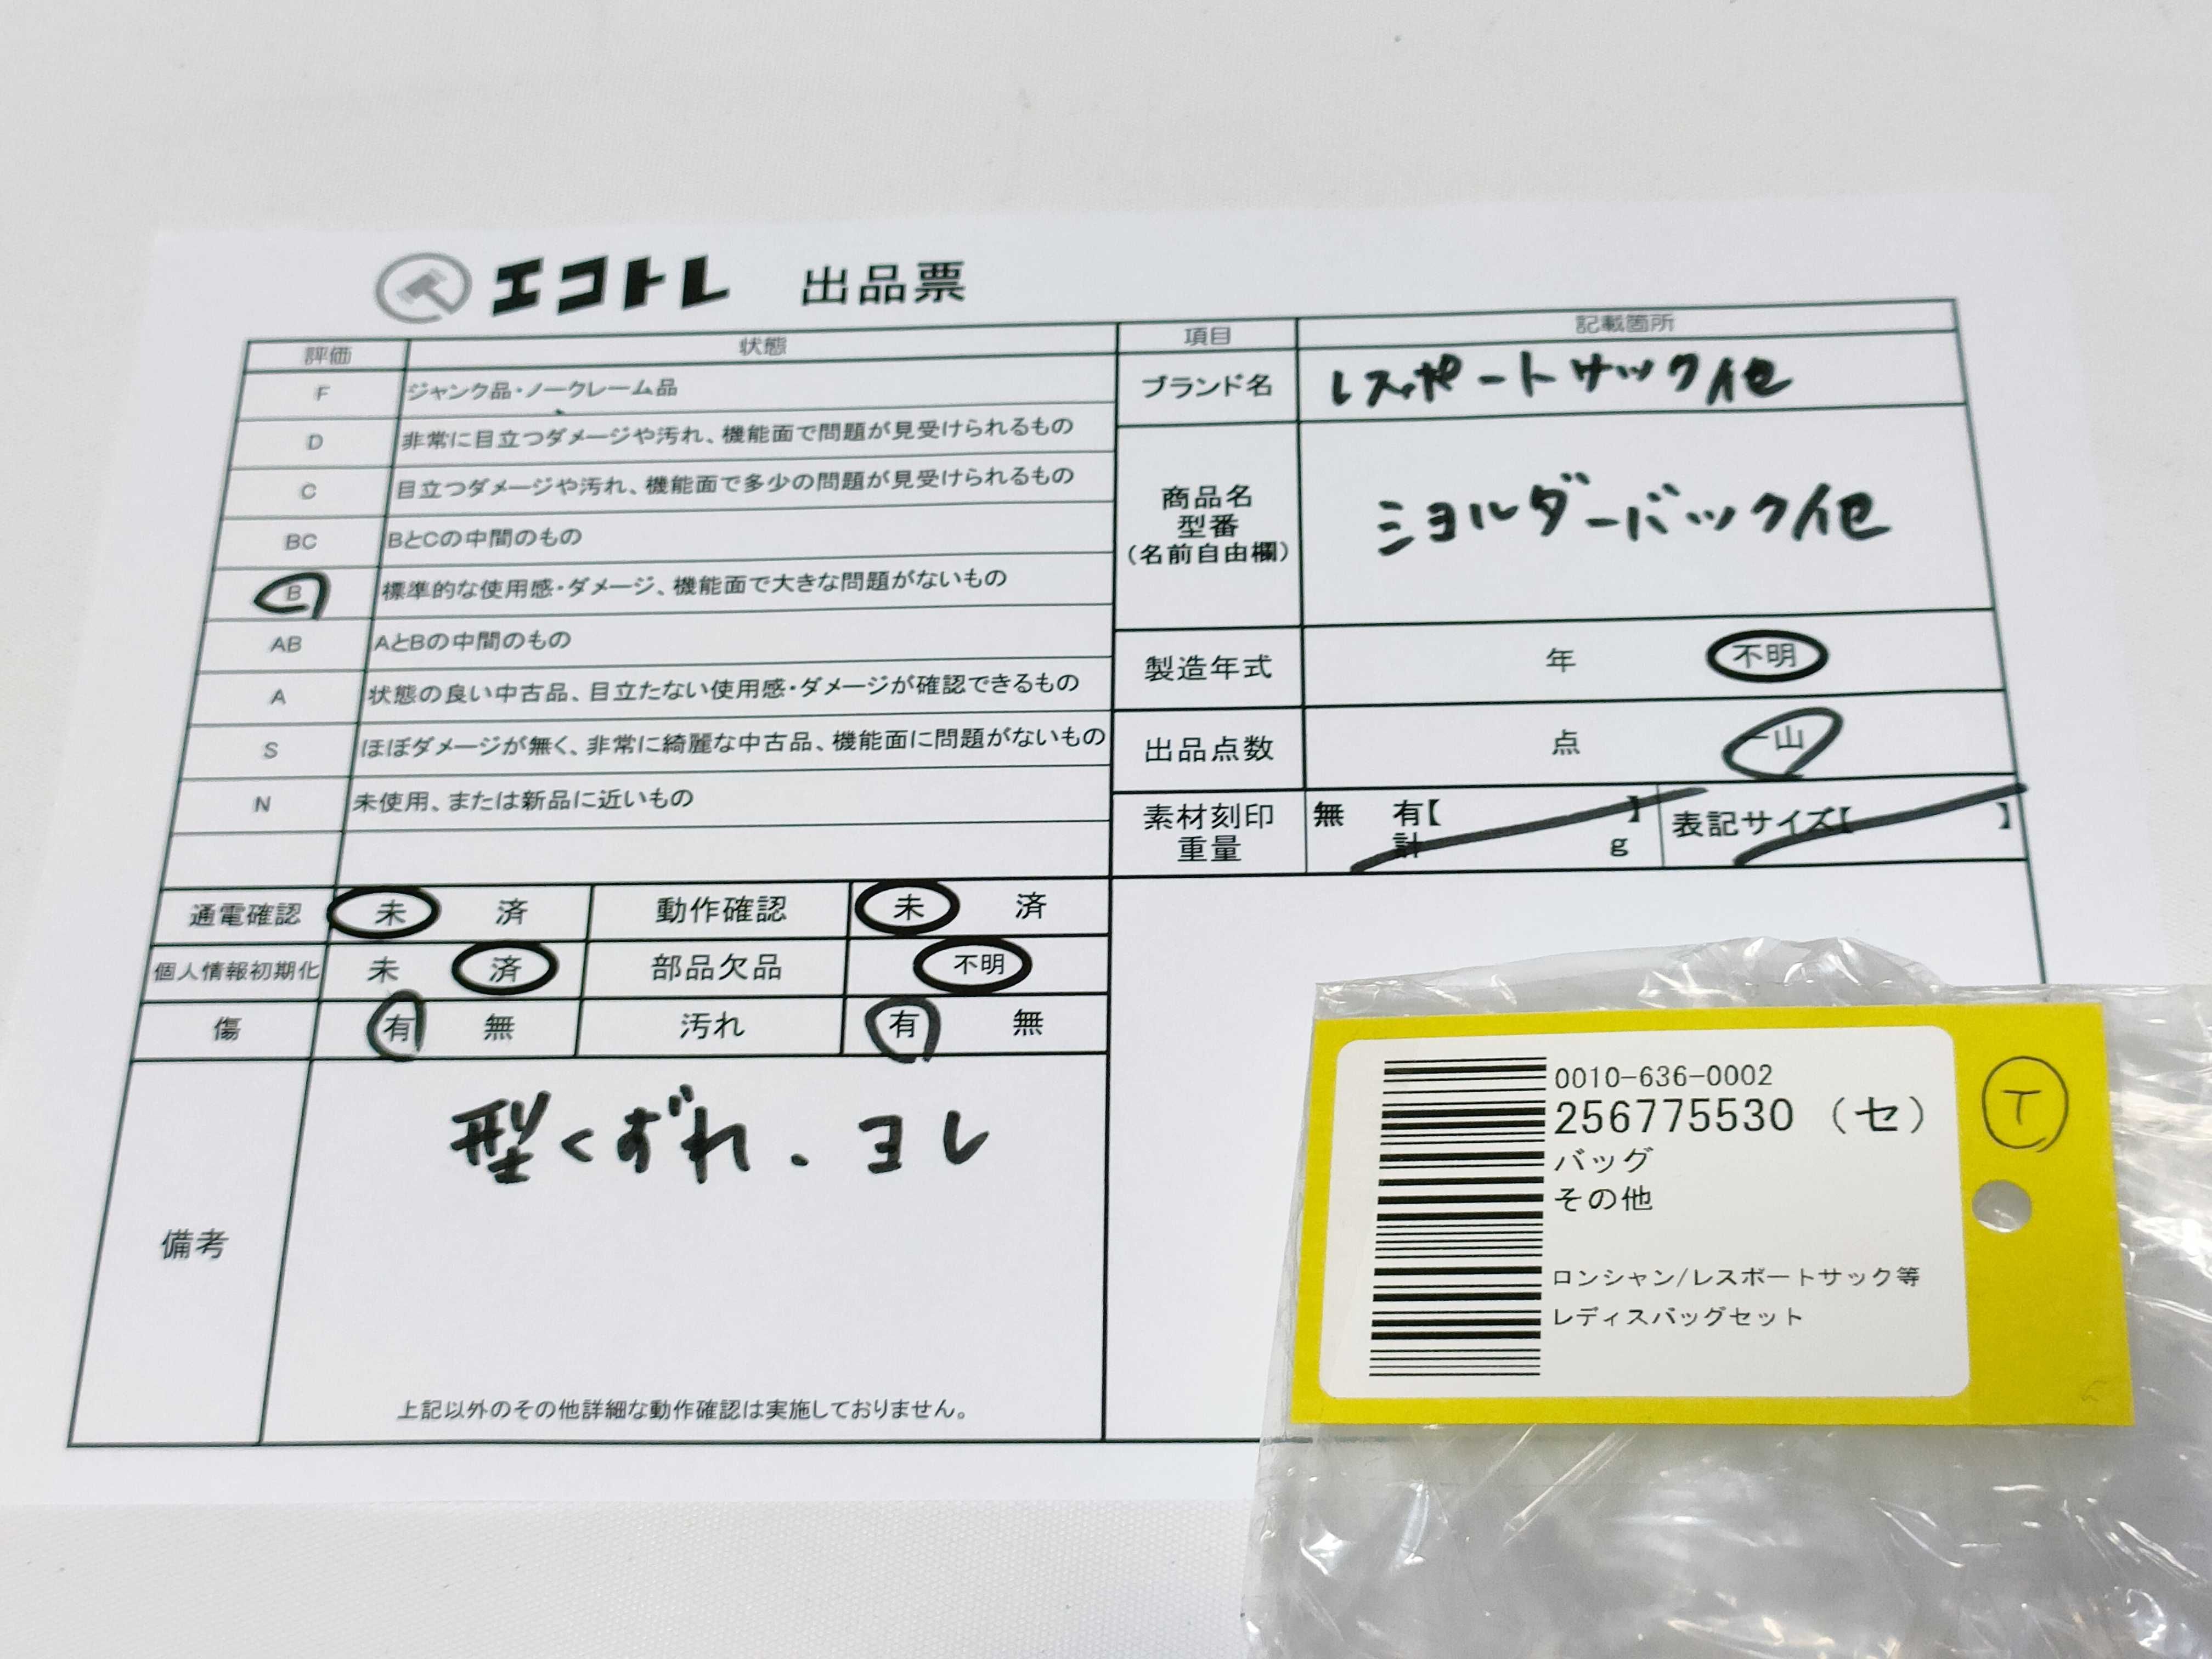 エコトレ 出品票
評価 状態
F ジャンク品・ノークレーム品
D 非常に目立つダメージや汚れ、機能面で問題が見受けられるもの
C 目立つダメージや汚れ、機能面で多少の問題が見受けられるもの
BC BとCの中間のもの
B 標準的な使用感・ダメージ、機能面で大きな問題がないもの
AB AとBの中間のもの
A 状態の良い中古品、目立たない使用感・ダメージが確認できるもの
S ほぼダメージが無く、非常に綺麗な中古品、機能面に問題がないもの
N 未使用、または新品に近いもの
項目 記載箇所
ブランド名 レスポートサック他
商品名
型番
(名前自由欄)
ショルダーバック他
製造年式 年 不明
出品点数 点 一山
素材刻印 無 有【 】 表記サイズ【 】
重量 計 g
通電確認 未 済 動作確認 未 済
個人情報初期化 未 済 部品欠品 不明
傷 有 無 汚れ 有 無
備考
型くずれ、ヨレ
上記以外のその他詳細な動作確認は実施しておりません。
0010-636-0002
256775530 (セ)
バッグ
その他
ロンシャン/レスポートサック等
レディスバッグセット
T